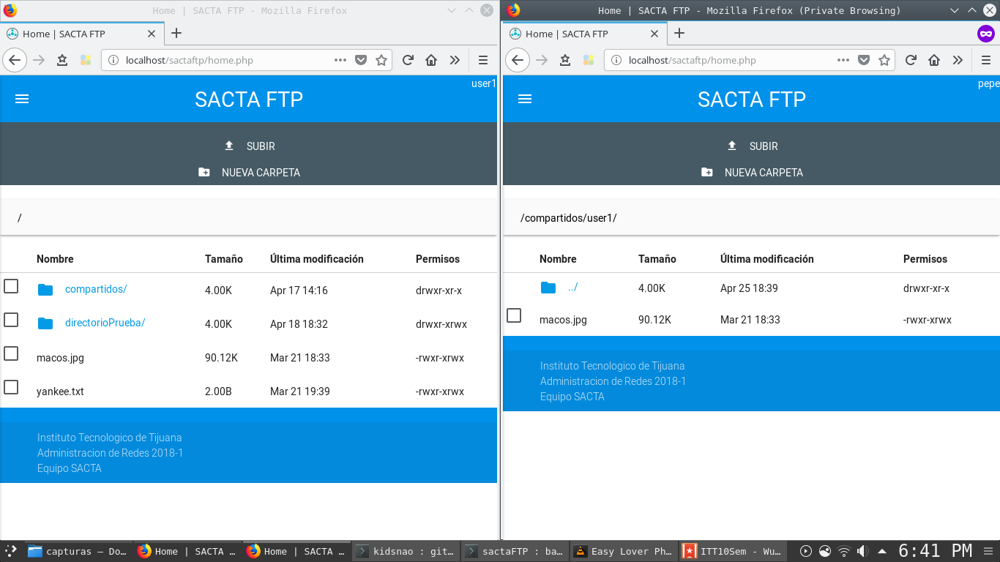 Home | SACTA FTP - Mozilla Firefox
Home | SACTA FTP
localhost/sactaftp/home.php
user1
SACTA FTP
SUBIR
NUEVA CARPETA
/
Nombre Tamaño Última modificación Permisos
compartidos/ 4.00K Apr 17 14:16 drwxr-xr-x
directorioPrueba/ 4.00K Apr 18 18:32 drwxr-xrwx
macos.jpg 90.12K Mar 21 18:33 -rwxr-xrwx
yankee.txt 2.00B Mar 21 19:39 -rwxr-xrwx
Instituto Tecnologico de Tijuana
Administracion de Redes 2018-1
Equipo SACTA
Home | SACTA FTP - Mozilla Firefox (Private Browsing)
Home | SACTA FTP
localhost/sactaftp/home.php
pepe
SACTA FTP
SUBIR
NUEVA CARPETA
/compartidos/user1/
Nombre Tamaño Última modificación Permisos
../ 4.00K Apr 25 18:39 drwxr-xr-x
macos.jpg 90.12K Mar 21 18:33 -rwxr-xrwx
Instituto Tecnologico de Tijuana
Administracion de Redes 2018-1
Equipo SACTA
capturas — Do... Home | SACTA ... Home | SACTA ... kidsnao : git... sactaFTP : ba... Easy Lover Ph... ITT10Sem - Wu... 6:41 PM